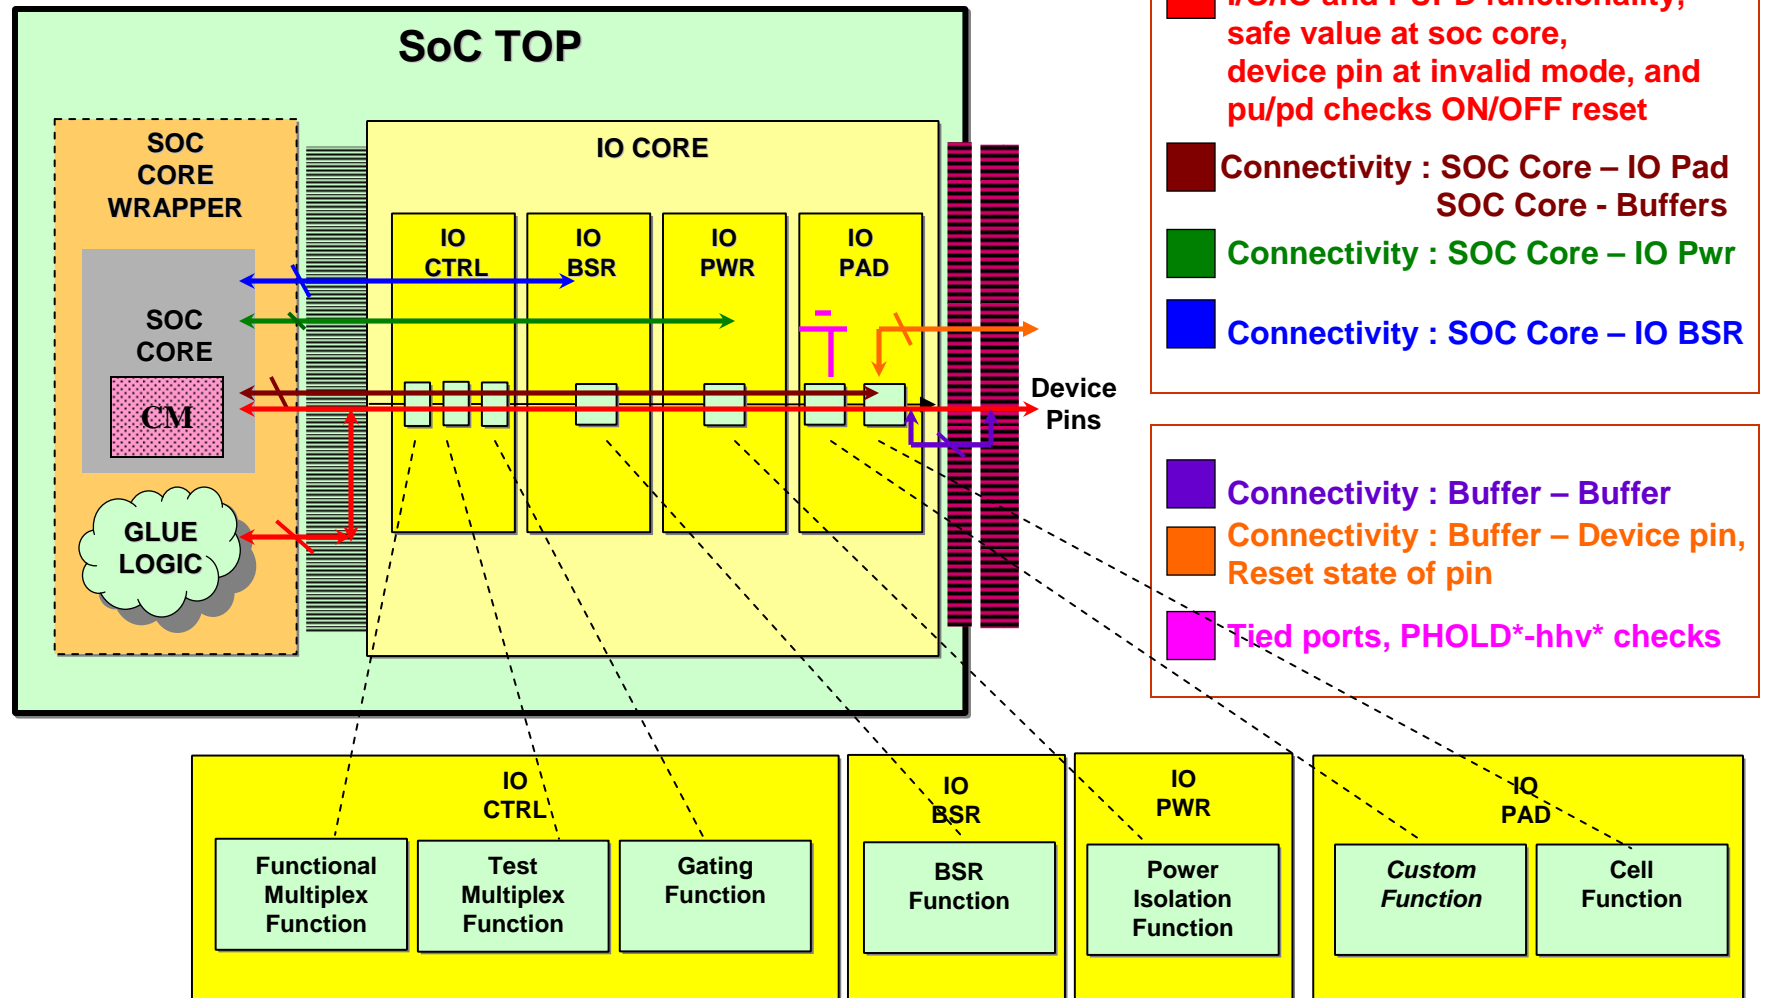 SoC TOP
SOC
CORE
WRAPPER
SOC
CORE
CM
GLUE
LOGIC
IO CORE
IO
CTRL
IO
BSR
IO
PWR
IO
PAD
Device
Pins
I/O/IO and PUPD functionality,
safe value at soc core,
device pin at invalid mode, and
pu/pd checks ON/OFF reset
Connectivity : SOC Core – IO Pad
SOC Core - Buffers
Connectivity : SOC Core – IO Pwr
Connectivity : SOC Core – IO BSR
Connectivity : Buffer – Buffer
Connectivity : Buffer – Device pin,
Reset state of pin
Tied ports, PHOLD*-hhv* checks
IO
CTRL
Functional
Multiplex
Function
Test
Multiplex
Function
Gating
Function
IO
BSR
BSR
Function
IO
PWR
Power
Isolation
Function
IO
PAD
Custom
Function
Cell
Function